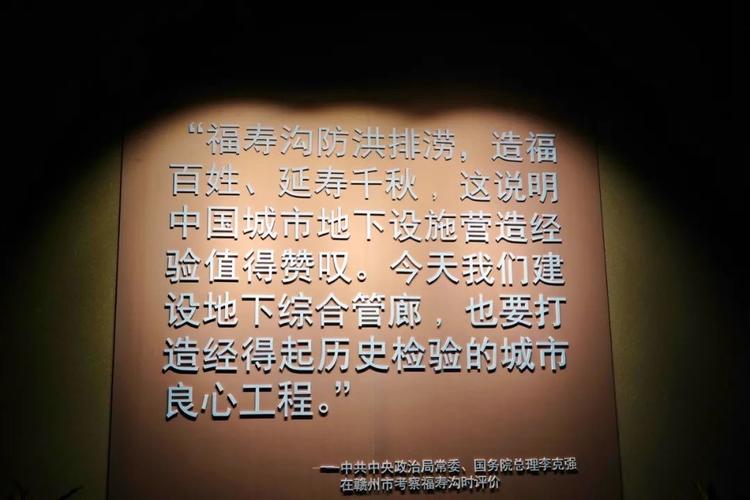 “福寿沟防洪排涝，造福
百姓、延寿千秋，这说明
中国城市地下设施营造经
验值得赞叹。今天我们建
设地下综合管廊，也要打
造经得起历史检验的城市
良心工程。”
——中共中央政治局常委、国务院总理李克强
在赣州市考察福寿沟时评价